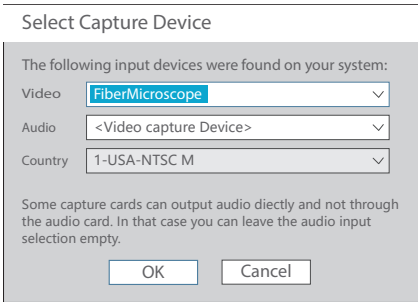 Select Capture Device
The following input devices were found on your system:
Video FiberMicroscope
Audio <Video capture Device>
Country 1-USA-NTSC M
Some capture cards can output audio diectly and not through
the audio card. In that case you can leave the audio input
selection empty.
OK Cancel